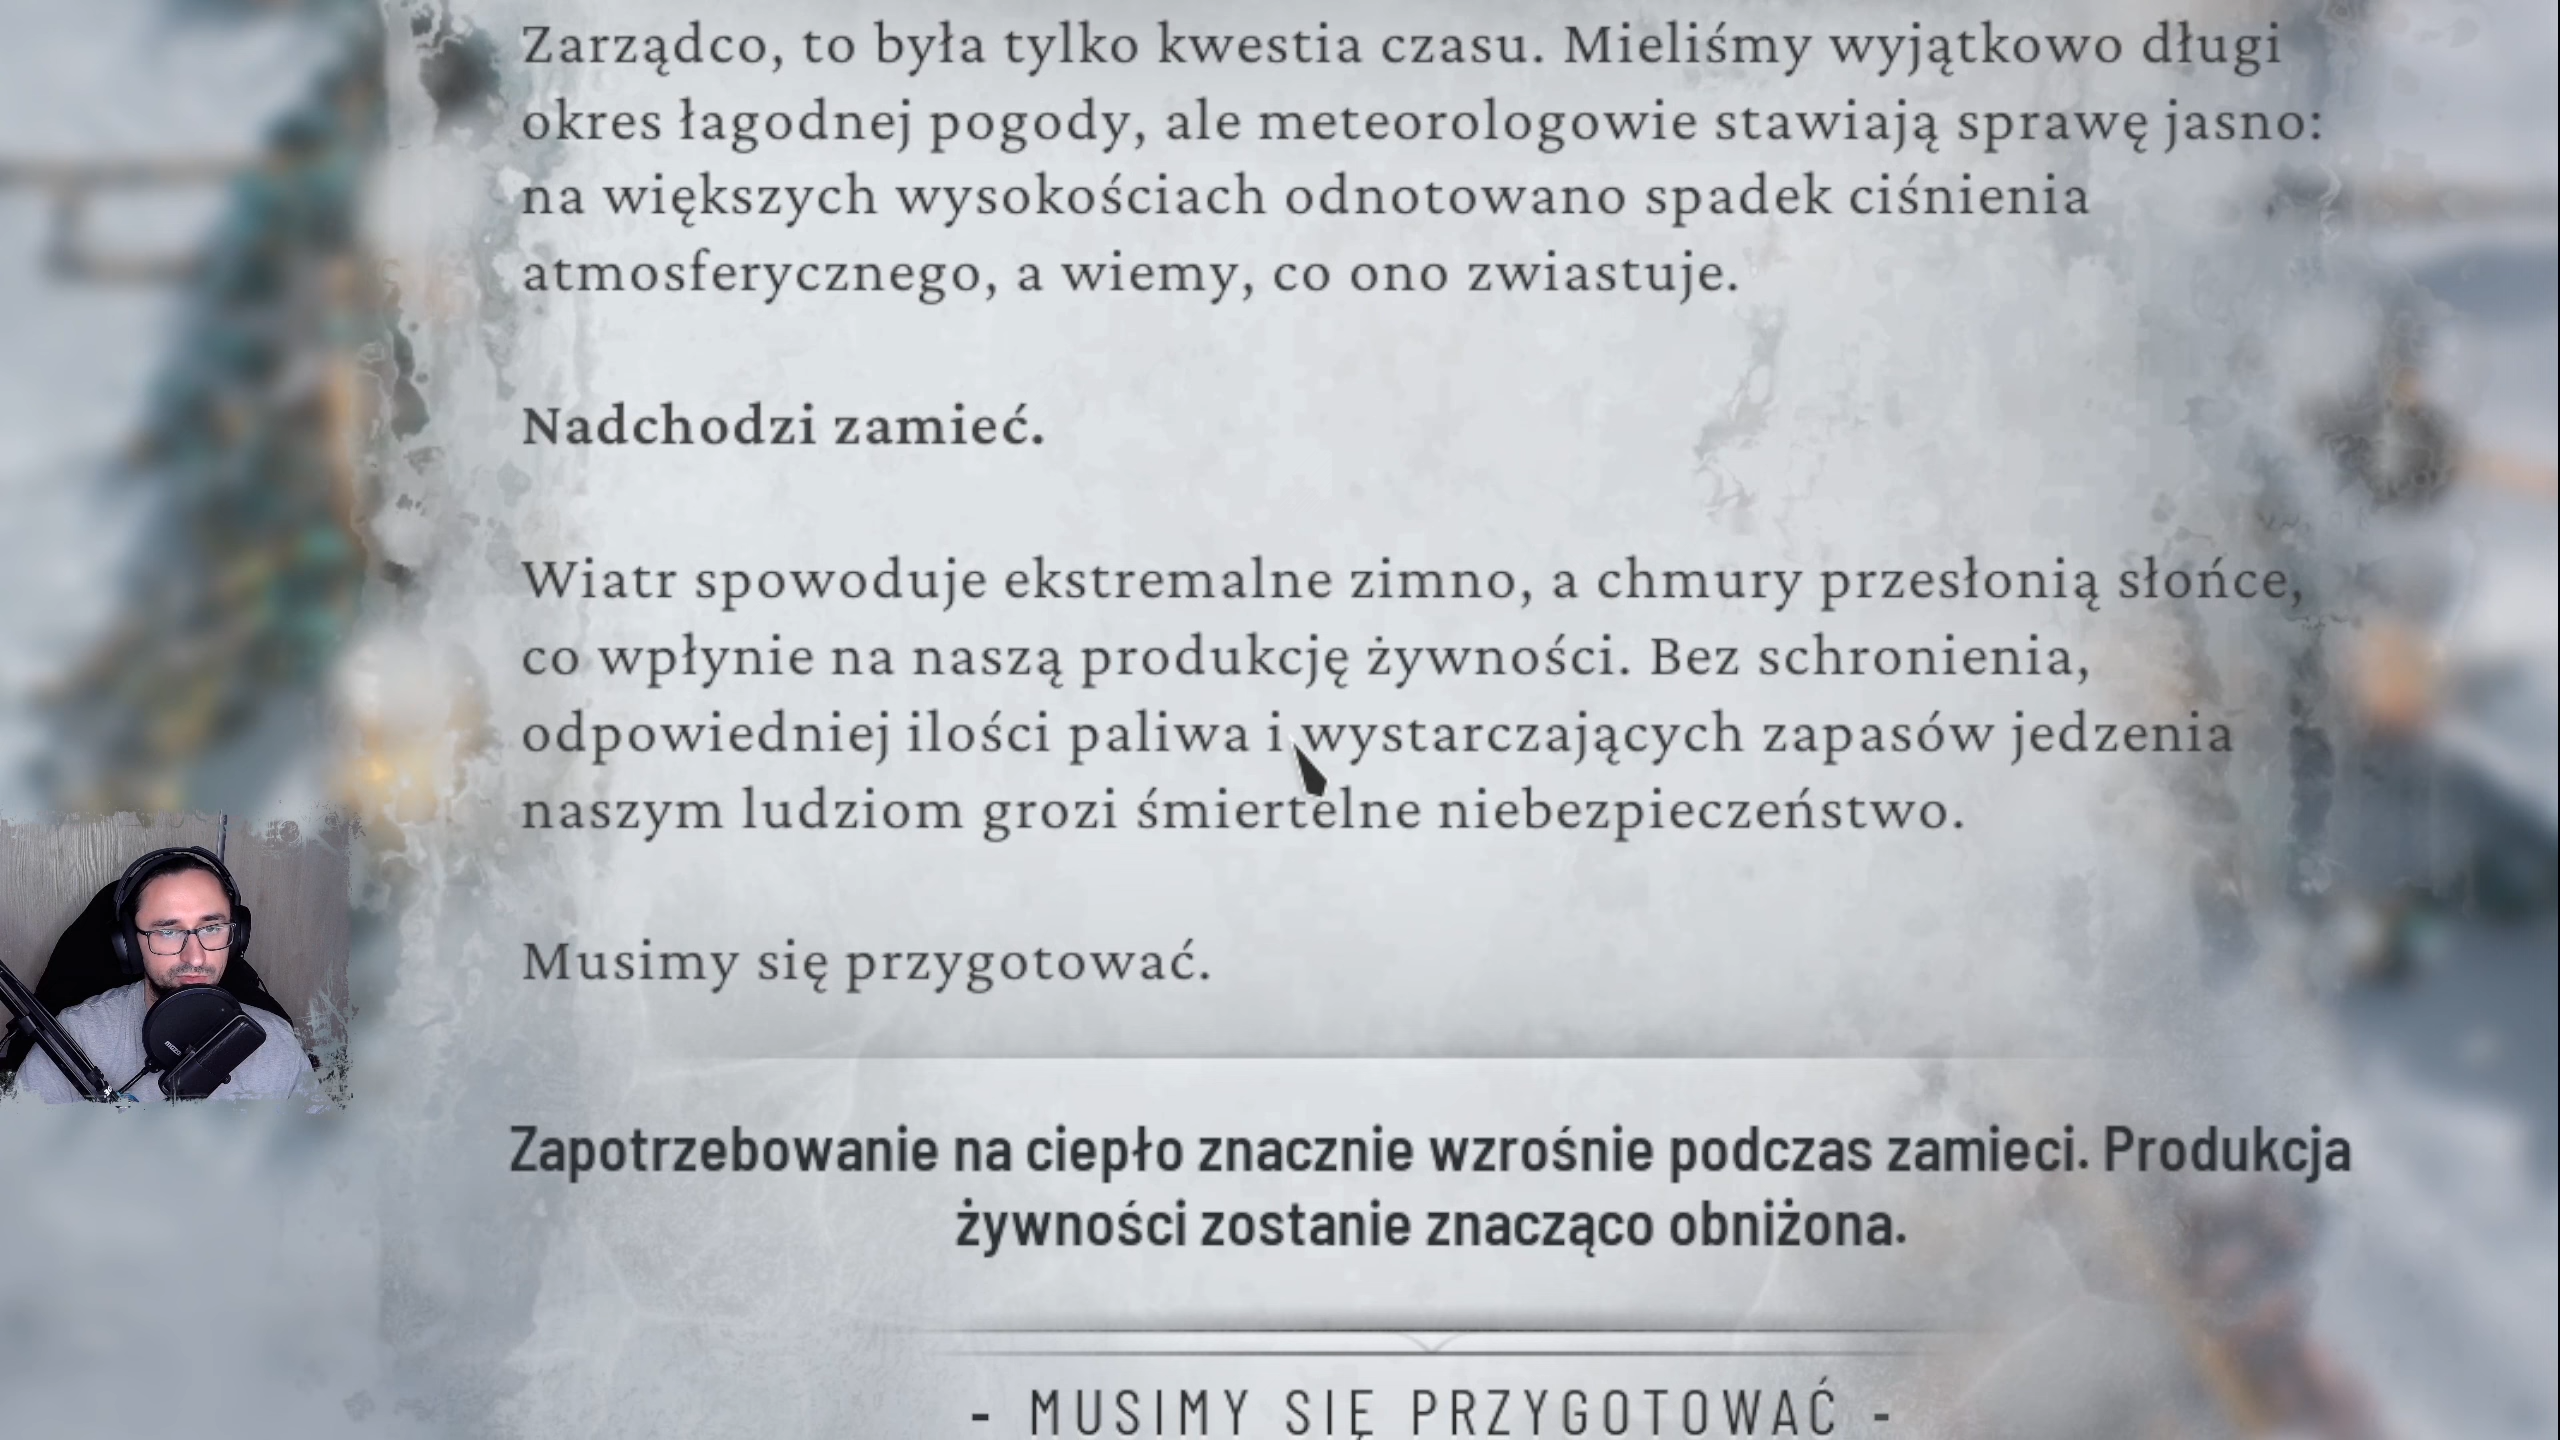 Zarządco, to była tylko kwestia czasu. Mieliśmy wyjątkowo długi
okres łagodnej pogody, ale meteorologowie stawiają sprawę jasno:
na większych wysokościach odnotowano spadek ciśnienia
atmosferycznego, a wiemy, co ono zwiastuje.
Nadchodzi zamieć.
Wiatr spowoduje ekstremalne zimno, a chmury przesłonią słońce,
co wpłynie na naszą produkcję żywności. Bez schronienia,
odpowiedniej ilości paliwa i wystarczających zapasów jedzenia
naszym ludziom grozi śmiertelne niebezpieczeństwo.
Musimy się przygotować.
Zapotrzebowanie na ciepło znacznie wzrośnie podczas zamieci. Produkcja
żywności zostanie znacząco obniżona.
- MUSIMY SIĘ PRZYGOTOWAĆ -